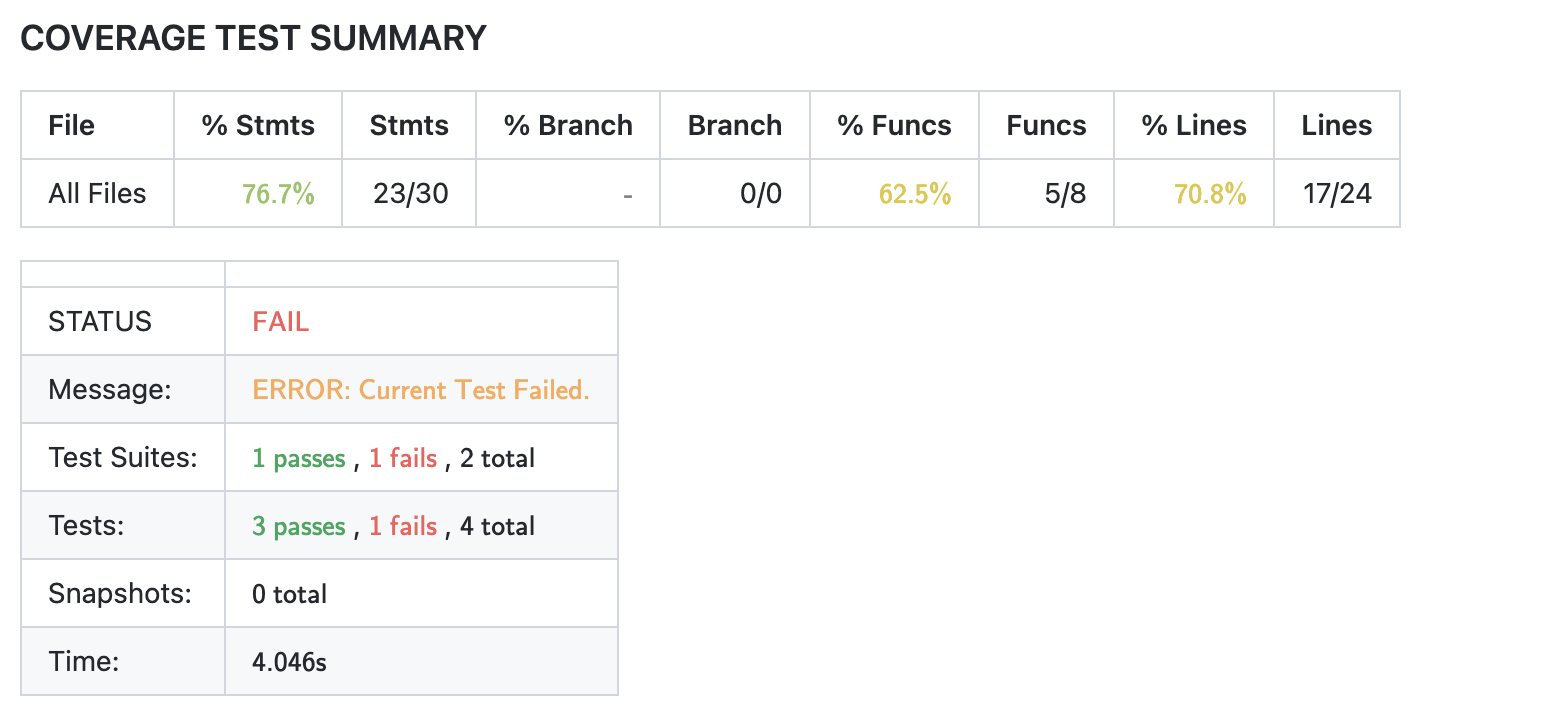 COVERAGE TEST SUMMARY
File % Stmts Stmts % Branch Branch % Funcs Funcs % Lines Lines
All Files 76.7% 23/30 - 0/0 62.5% 5/8 70.8% 17/24
STATUS FAIL
Message: ERROR: Current Test Failed.
Test Suites: 1 passes , 1 fails , 2 total
Tests: 3 passes , 1 fails , 4 total
Snapshots: 0 total
Time: 4.046s